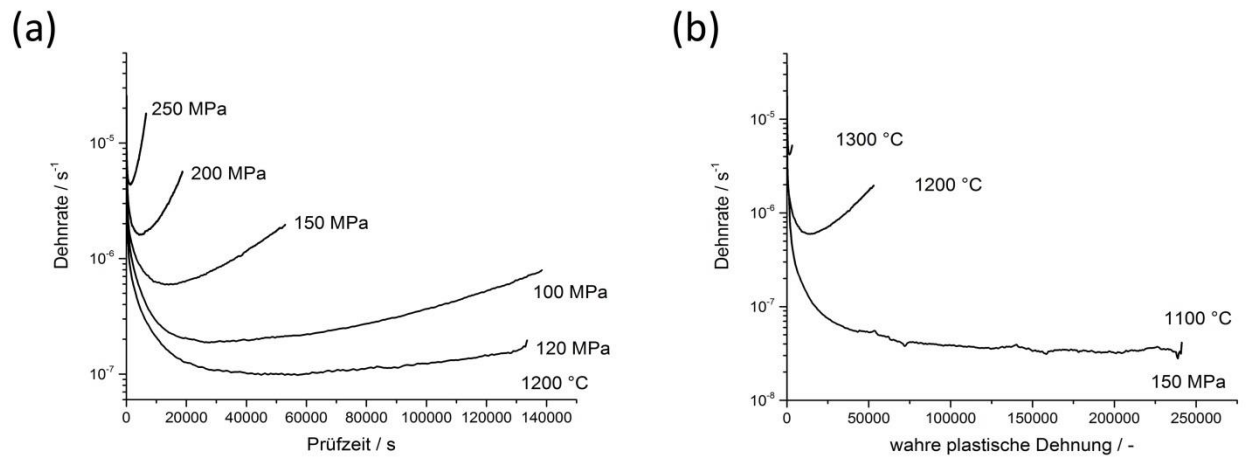 (a)
250 MPa
200 MPa
150 MPa
100 MPa
120 MPa
1200 °C
Dehnrate / s⁻¹
10⁻⁵
10⁻⁶
10⁻⁷
0 20000 40000 60000 80000 100000 120000 140000
Prüfzeit / s
(b)
1300 °C
1200 °C
1100 °C
150 MPa
Dehnrate / s⁻¹
10⁻⁵
10⁻⁶
10⁻⁷
10⁻⁸
0 50000 100000 150000 200000 250000
wahre plastische Dehnung / -